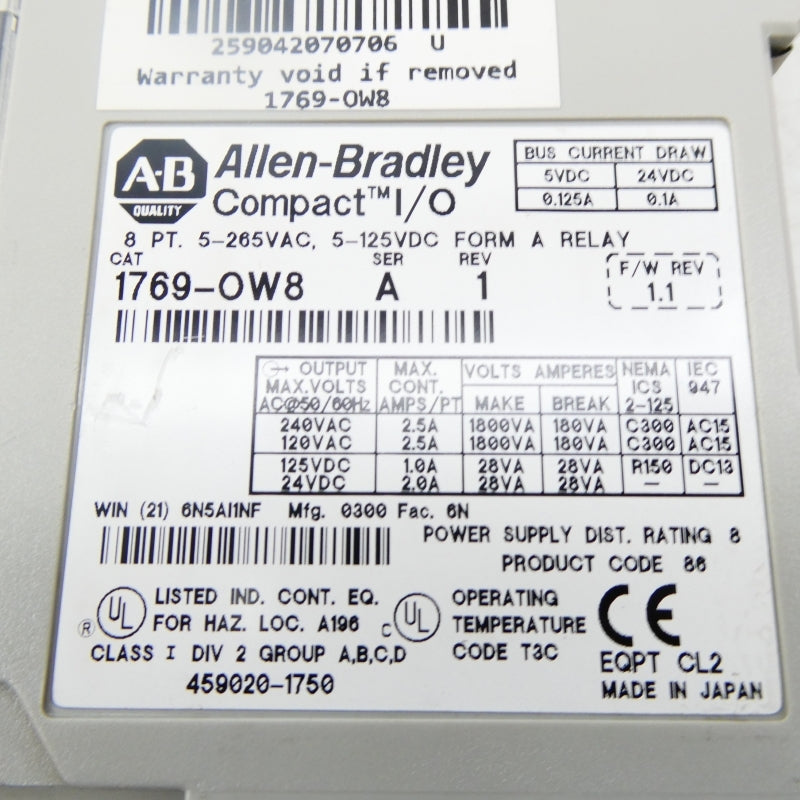 259042070706 U
Warranty void if removed
1769-OW8
A-B
QUALITY
Allen-Bradley
Compact™ I/O
BUS CURRENT DRAW
5VDC 24VDC
0.125A 0.1A
8 PT. 5-265VAC, 5-125VDC FORM A RELAY
CAT SER REV
1769-OW8 A 1
F/W REV
1.1
OUTPUT MAX. VOLTS AMPERES NEMA IEC
MAX.VOLTS CONT. ICS 947
AC@50/60Hz AMPS/PT MAKE BREAK 2-125
240VAC 2.5A 1800VA 180VA C300 AC15
120VAC 2.5A 1800VA 180VA C300 AC15
125VDC 1.0A 28VA 28VA R150 DC13
24VDC 2.0A 28VA 28VA — —
WIN (21) 6N5AI1NF Mfg. 0300 Fac. 6N
POWER SUPPLY DIST. RATING 8
PRODUCT CODE 86
UL ® LISTED IND. CONT. EQ.
FOR HAZ. LOC. A196
CLASS I DIV 2 GROUP A,B,C,D
459020-1750
c UL OPERATING
TEMPERATURE
CODE T3C
CE
EQPT CL2
MADE IN JAPAN